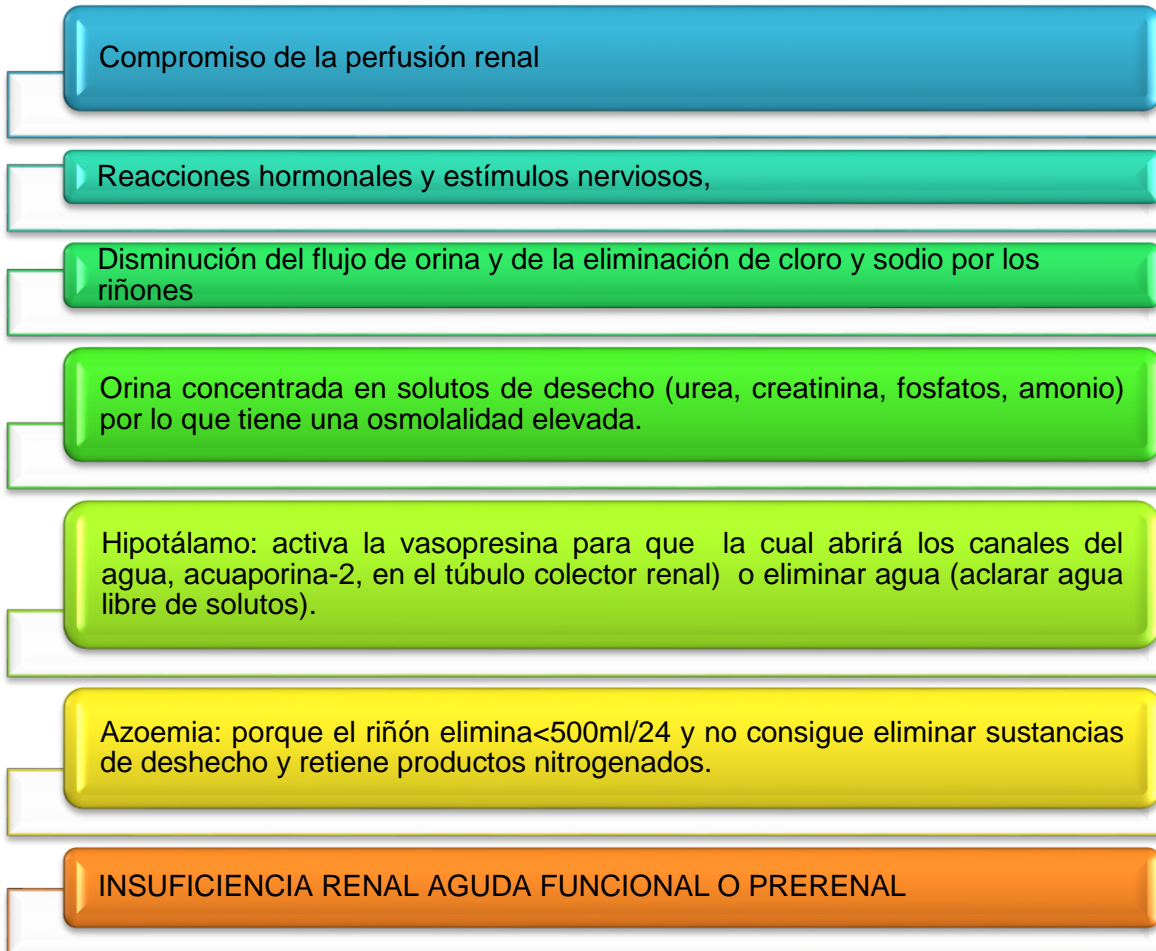 Compromiso de la perfusión renal
Reacciones hormonales y estímulos nerviosos,
Disminución del flujo de orina y de la eliminación de cloro y sodio por los
riñones
Orina concentrada en solutos de desecho (urea, creatinina, fosfatos, amonio)
por lo que tiene una osmolalidad elevada.
Hipotálamo: activa la vasopresina para que la cual abrirá los canales del
agua, acuaporina-2, en el túbulo colector renal) o eliminar agua (aclarar agua
libre de solutos).
Azoemia: porque el riñón elimina<500ml/24 y no consigue eliminar sustancias
de deshecho y retiene productos nitrogenados.
INSUFICIENCIA RENAL AGUDA FUNCIONAL O PRERENAL